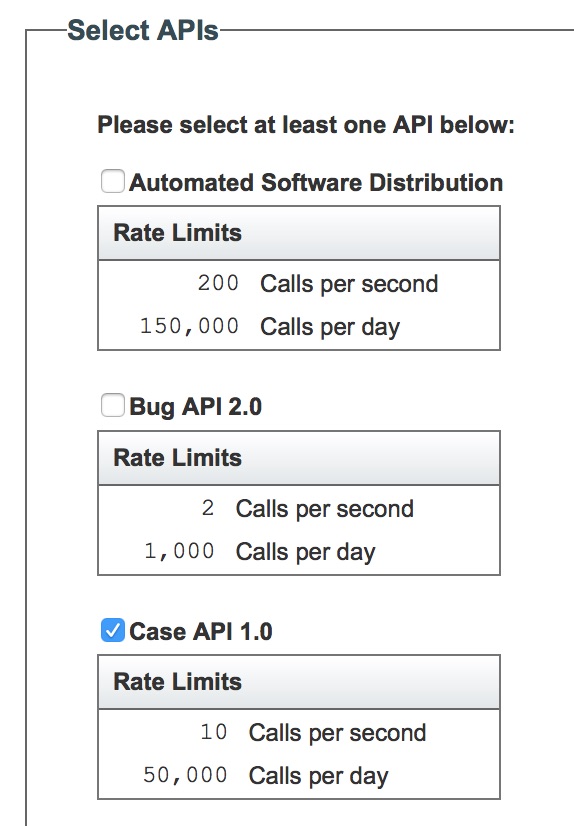 Select APIs
Please select at least one API below:
Automated Software Distribution
Rate Limits
200 Calls per second
150,000 Calls per day
Bug API 2.0
Rate Limits
2 Calls per second
1,000 Calls per day
Case API 1.0
Rate Limits
10 Calls per second
50,000 Calls per day